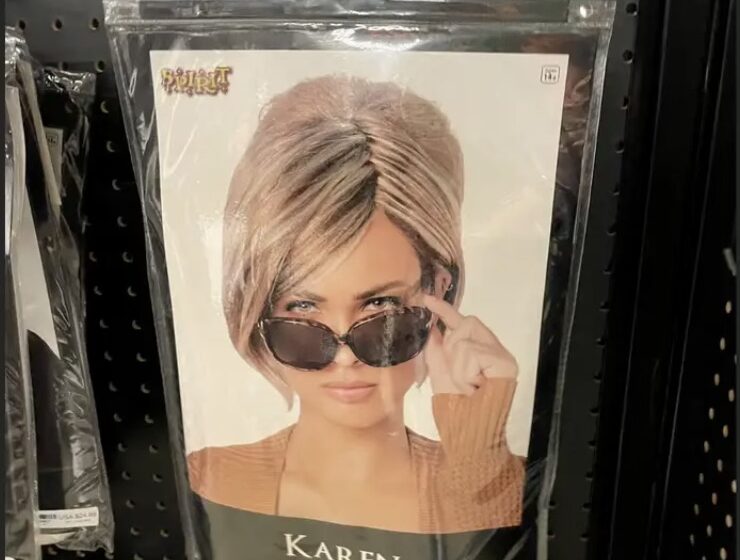 SPIRIT
14+
KAREN